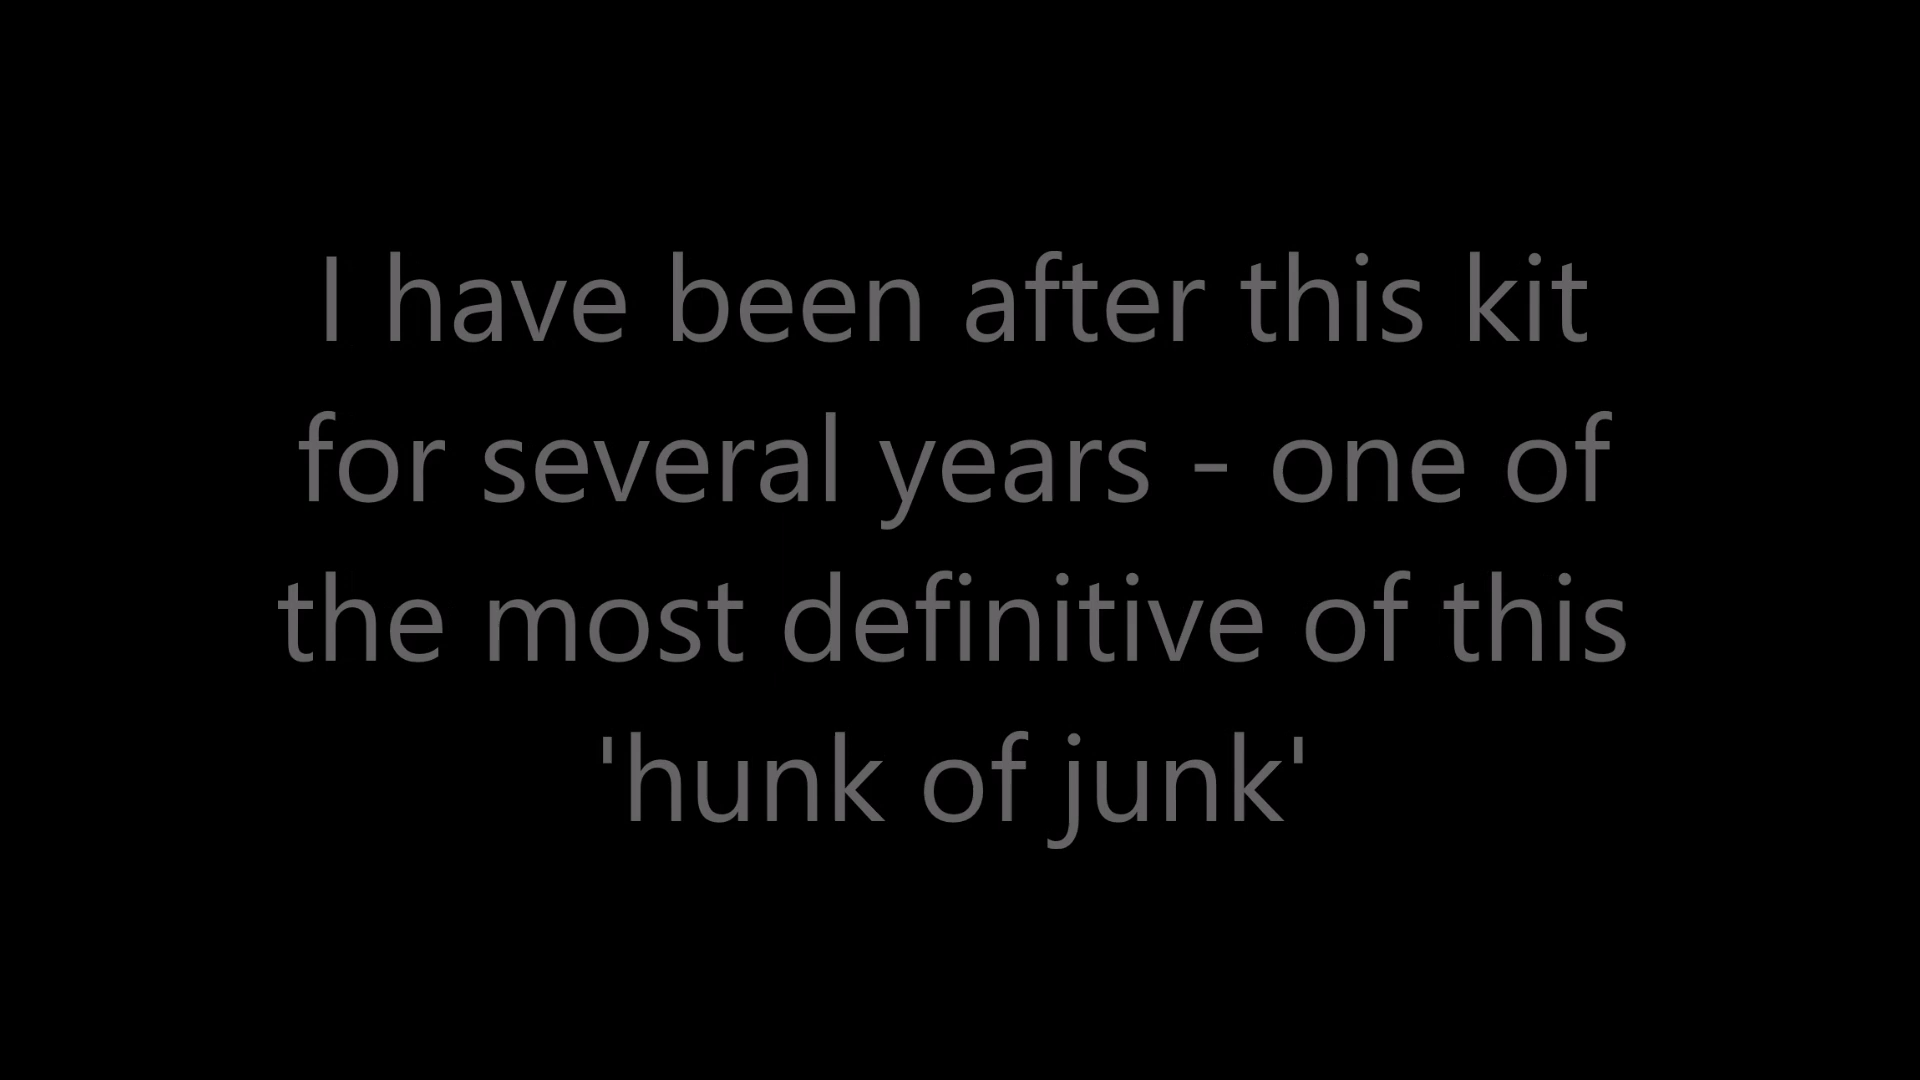 I have been after this kit
for several years - one of
the most definitive of this
'hunk of junk'